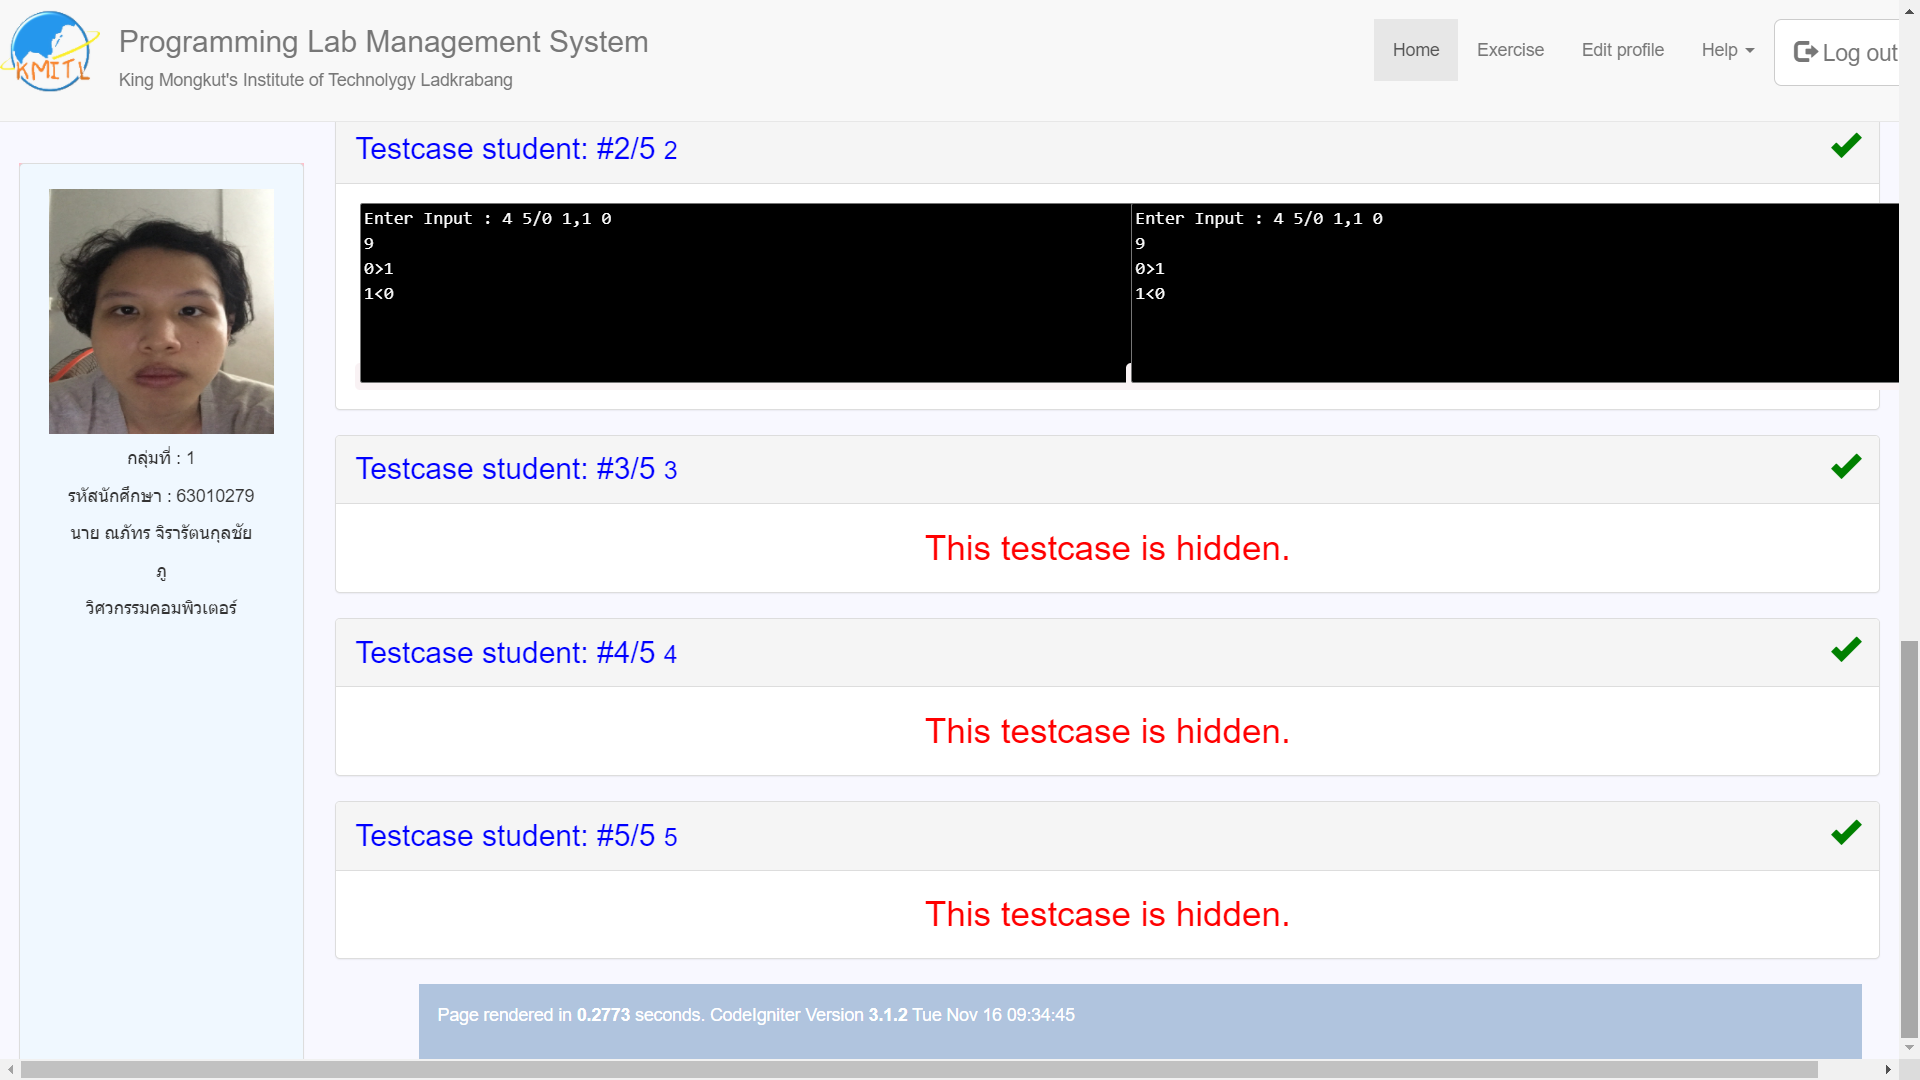 KMITL
Programming Lab Management System
King Mongkut's Institute of Technolygy Ladkrabang
Home
Exercise
Edit profile
Help
Log out
กลุ่มที่ : 1
รหัสนักศึกษา : 63010279
นาย ณภัทร จิรารัตนกุลชัย
ภู
วิศวกรรมคอมพิวเตอร์
Testcase student: #2/5 2
Enter Input : 4 5/0 1,1 0
9
0>1
1<0
Enter Input : 4 5/0 1,1 0
9
0>1
1<0
Testcase student: #3/5 3
This testcase is hidden.
Testcase student: #4/5 4
This testcase is hidden.
Testcase student: #5/5 5
This testcase is hidden.
Page rendered in 0.2773 seconds. CodeIgniter Version 3.1.2 Tue Nov 16 09:34:45